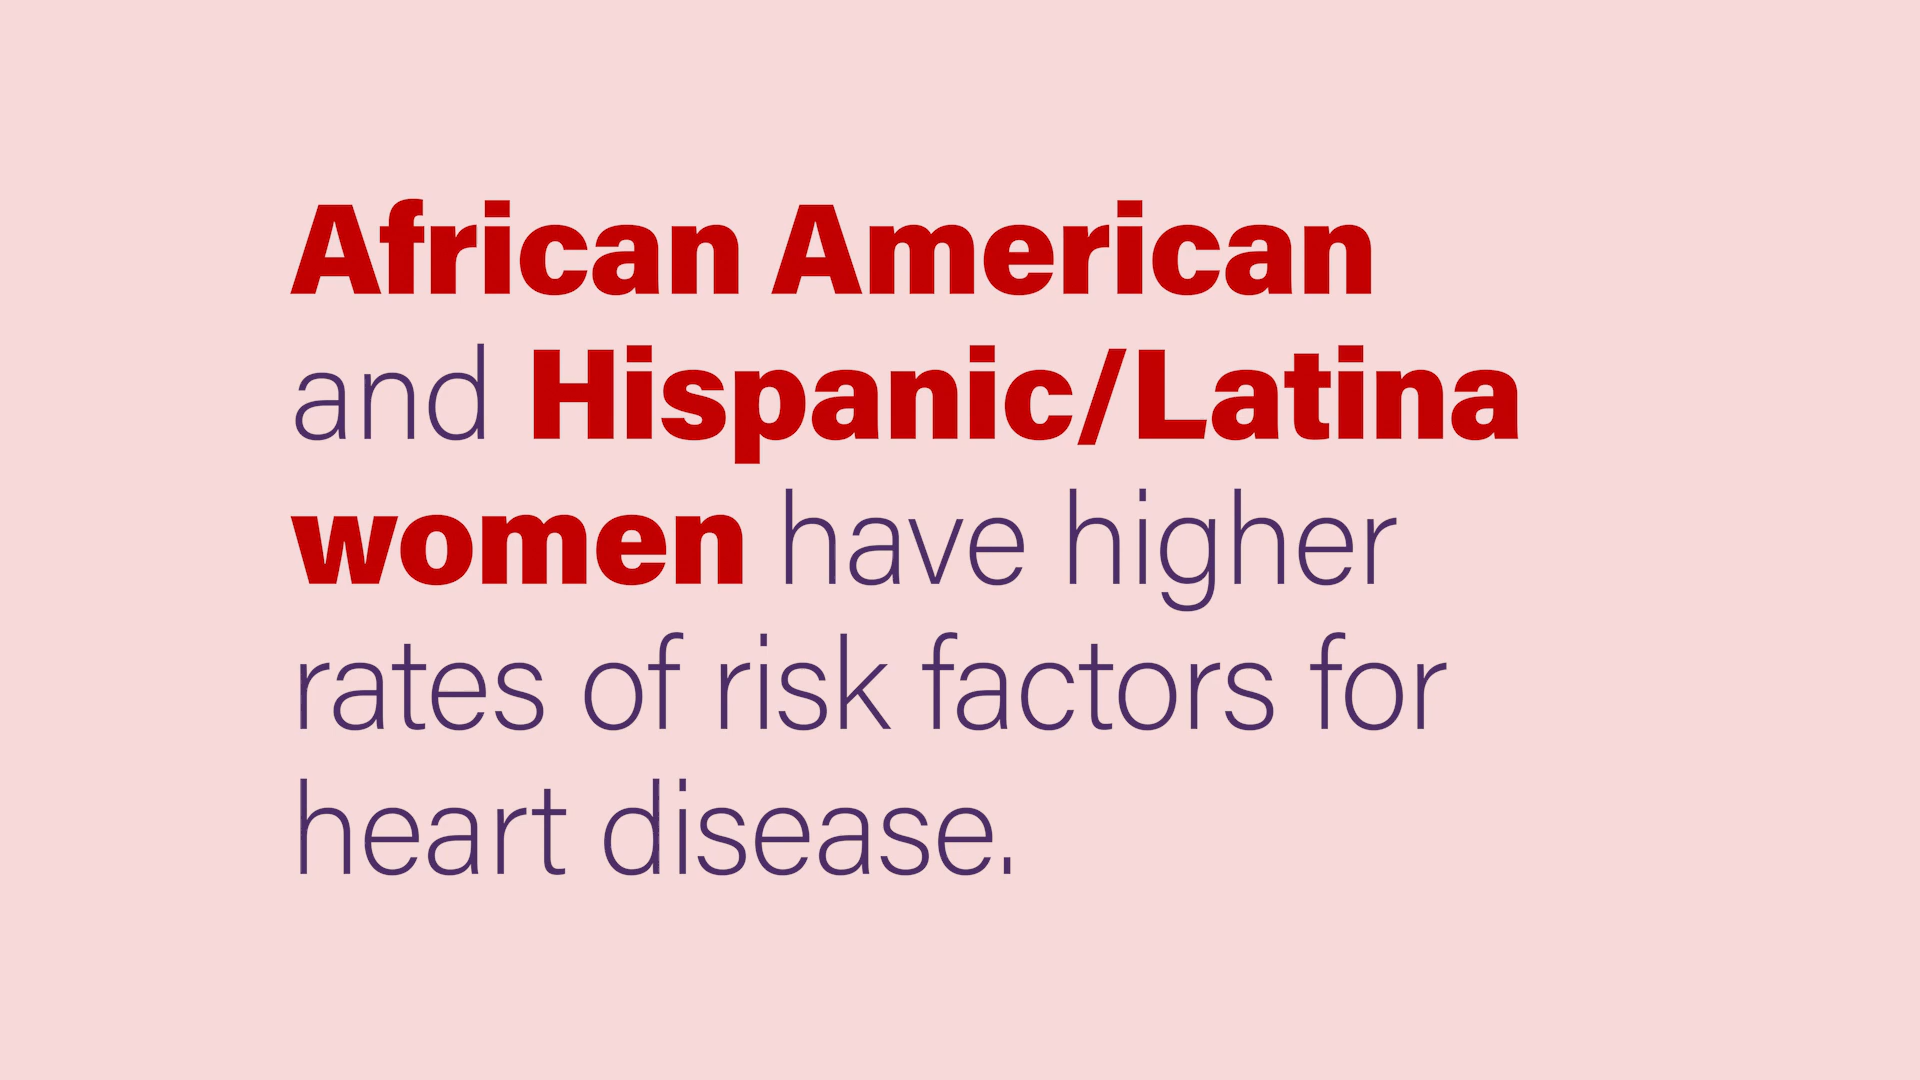 African American
and Hispanic/Latina
women have higher
rates of risk factors for
heart disease.